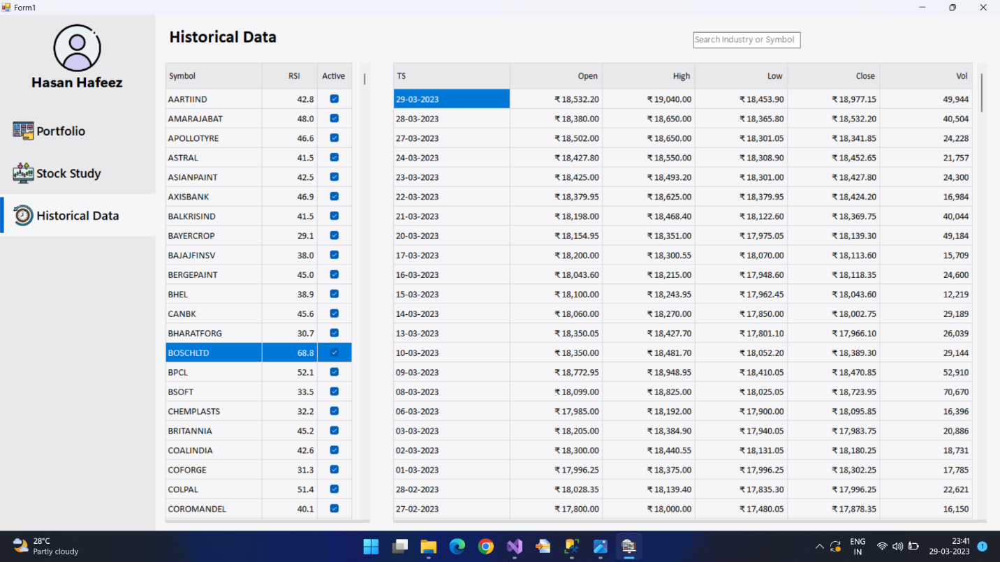 Form1
Hasan Hafeez
Portfolio
Stock Study
Historical Data
Historical Data
Search Industry or Symbol
Symbol RSI Active
AARTIIND 42.8
AMARAJABAT 48.0
APOLLOTYRE 46.6
ASTRAL 41.5
ASIANPAINT 42.5
AXISBANK 46.9
BALKRISIND 41.5
BAYERCROP 29.1
BAJAJFINSV 38.0
BERGEPAINT 45.0
BHEL 38.9
CANBK 45.6
BHARATFORG 30.7
BOSCHLTD 68.8
BPCL 52.1
BSOFT 33.5
CHEMPLASTS 32.2
BRITANNIA 45.2
COALINDIA 42.6
COFORGE 31.3
COLPAL 51.4
COROMANDEL 40.1
TS Open High Low Close Vol
29-03-2023 ₹ 18,532.20 ₹ 19,040.00 ₹ 18,453.90 ₹ 18,977.15 49,944
28-03-2023 ₹ 18,380.00 ₹ 18,650.00 ₹ 18,365.80 ₹ 18,532.20 40,504
27-03-2023 ₹ 18,502.00 ₹ 18,650.00 ₹ 18,301.05 ₹ 18,341.85 24,228
24-03-2023 ₹ 18,427.80 ₹ 18,550.00 ₹ 18,308.90 ₹ 18,452.65 21,757
23-03-2023 ₹ 18,425.00 ₹ 18,493.20 ₹ 18,301.00 ₹ 18,427.80 24,300
22-03-2023 ₹ 18,379.95 ₹ 18,625.00 ₹ 18,379.95 ₹ 18,424.20 16,984
21-03-2023 ₹ 18,198.00 ₹ 18,468.40 ₹ 18,122.60 ₹ 18,369.75 40,044
20-03-2023 ₹ 18,154.95 ₹ 18,351.00 ₹ 17,975.05 ₹ 18,139.30 49,184
17-03-2023 ₹ 18,200.00 ₹ 18,300.55 ₹ 18,070.00 ₹ 18,113.60 15,709
16-03-2023 ₹ 18,043.60 ₹ 18,215.00 ₹ 17,948.60 ₹ 18,118.35 24,600
15-03-2023 ₹ 18,100.00 ₹ 18,243.95 ₹ 17,962.45 ₹ 18,043.60 12,219
14-03-2023 ₹ 18,060.00 ₹ 18,270.00 ₹ 17,850.00 ₹ 18,002.75 29,189
13-03-2023 ₹ 18,350.05 ₹ 18,427.70 ₹ 17,801.10 ₹ 17,966.10 26,039
10-03-2023 ₹ 18,350.00 ₹ 18,481.70 ₹ 18,052.20 ₹ 18,389.30 29,144
09-03-2023 ₹ 18,772.95 ₹ 18,948.95 ₹ 18,410.05 ₹ 18,470.85 52,910
08-03-2023 ₹ 18,099.00 ₹ 18,825.00 ₹ 18,025.05 ₹ 18,723.95 70,670
06-03-2023 ₹ 17,985.00 ₹ 18,192.00 ₹ 17,900.00 ₹ 18,095.85 16,396
03-03-2023 ₹ 18,205.00 ₹ 18,384.90 ₹ 17,940.05 ₹ 17,983.75 20,886
02-03-2023 ₹ 18,300.00 ₹ 18,440.55 ₹ 18,131.05 ₹ 18,180.25 18,731
01-03-2023 ₹ 17,996.25 ₹ 18,375.00 ₹ 17,996.25 ₹ 18,302.25 17,785
28-02-2023 ₹ 18,028.35 ₹ 18,139.40 ₹ 17,835.30 ₹ 17,996.25 22,621
27-02-2023 ₹ 17,800.00 ₹ 18,000.00 ₹ 17,480.05 ₹ 17,878.35 16,150
28°C
Partly cloudy
ENG
IN
23:41
29-03-2023
1